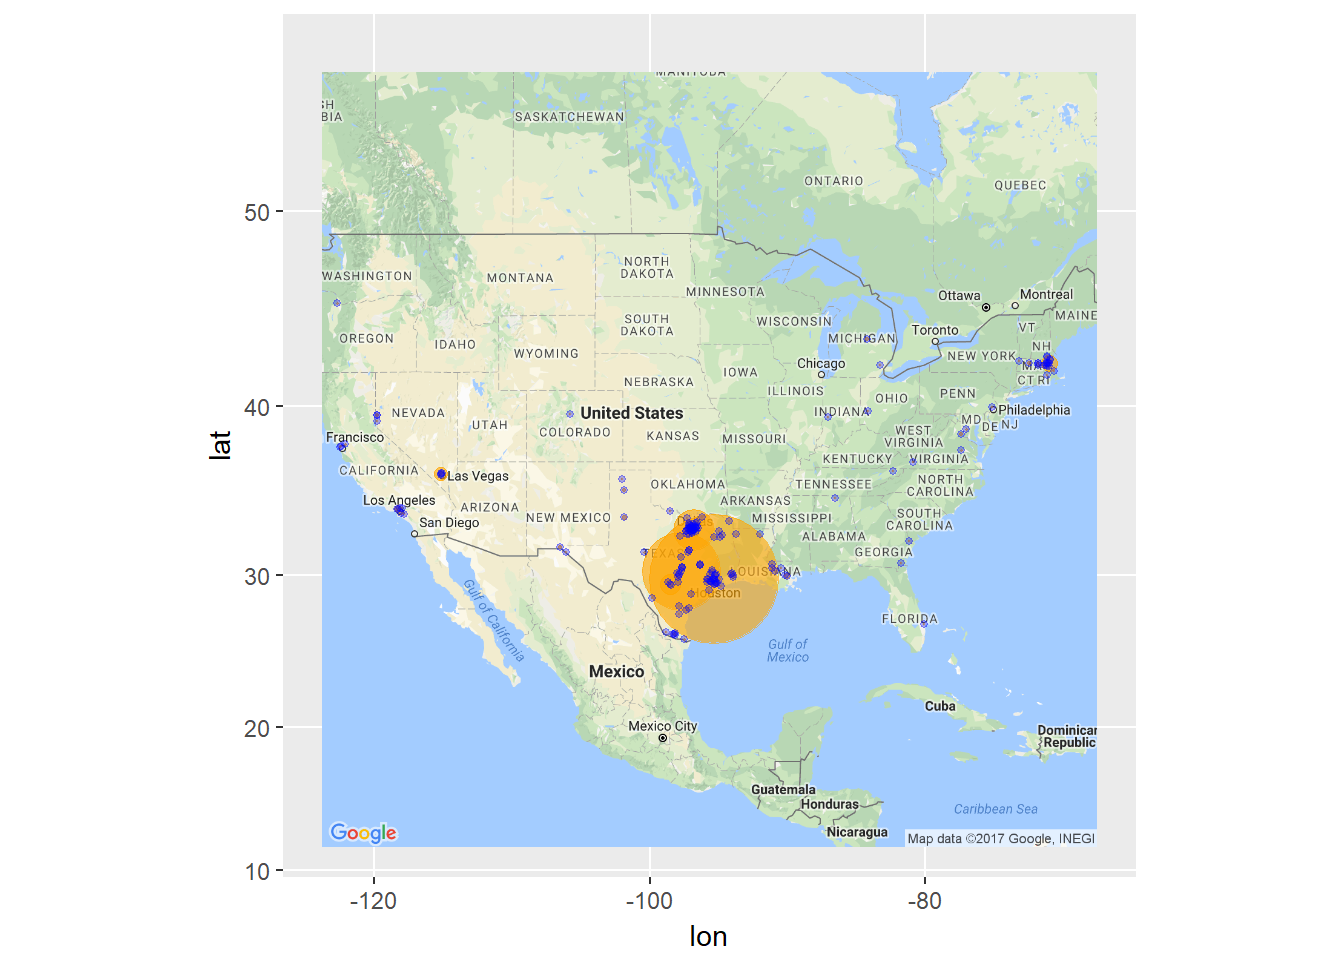 MANITOBA
SH
BIA
SASKATCHEWAN
ONTARIO
QUEBEC
50
WASHINGTON
MONTANA
NORTH
DAKOTA
MINNESOTA
Ottawa
Montreal
MAINE
VT
OREGON
IDAHO
SOUTH
DAKOTA
WISCONSIN
MICHIGAN
Toronto
NH
WYOMING
Chicago
NEW YORK
MA
CT RI
NEBRASKA
IOWA
ILLINOIS
INDIANA
OHIO
PENN
40
NEVADA
United States
Philadelphia
MD
DE
NJ
UTAH
COLORADO
KANSAS
MISSOURI
WEST
VIRGINIA
Francisco
KENTUCKY
VIRGINIA
CALIFORNIA
Las Vegas
OKLAHOMA
TENNESSEE
NORTH
CAROLINA
Los Angeles
ARIZONA
NEW MEXICO
ARKANSAS
San Diego
Dallas
MISSISSIPPI
SOUTH
CAROLINA
ALABAMA
GEORGIA
TEXAS
LOUISIANA
30
Houston
Gulf of California
FLORIDA
Gulf of
Mexico
Mexico
Cuba
20
Mexico City
Dominican
Republic
Guatemala
Honduras
Caribbean Sea
Nicaragua
Google
Map data ©2017 Google, INEGI
10
-120
-100
-80
lat
lon